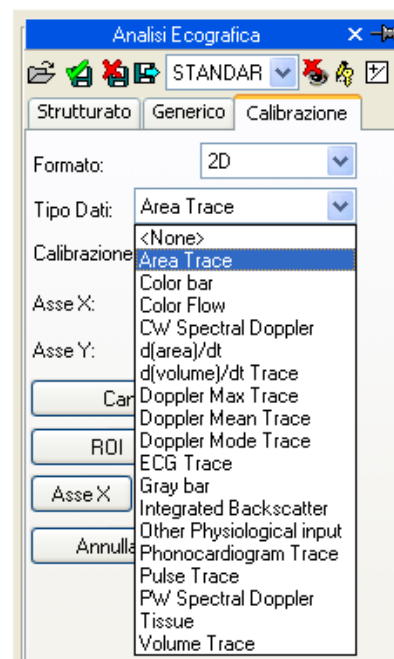 Analisi Ecografica
STANDAR
Strutturato Generico Calibrazione
Formato: 2D
Tipo Dati: Area Trace
Calibrazione
Asse X:
Asse Y:
<None>
Area Trace
Color bar
Color Flow
CW Spectral Doppler
d(area)/dt
d(volume)/dt Trace
Doppler Max Trace
Doppler Mean Trace
Doppler Mode Trace
ECG Trace
Gray bar
Integrated Backscatter
Other Physiological input
Phonocardiogram Trace
Pulse Trace
PW Spectral Doppler
Tissue
Volume Trace
ROI
Asse X